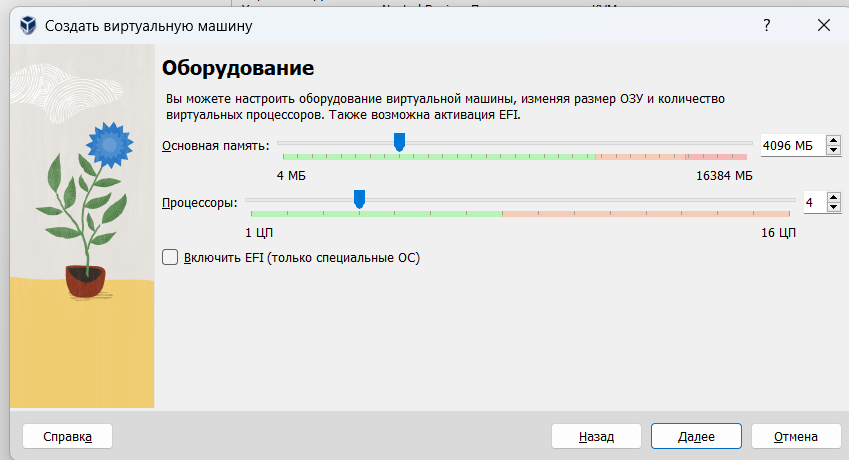 Создать виртуальную машину
?
Оборудование
Вы можете настроить оборудование виртуальной машины, изменяя размер ОЗУ и количество
виртуальных процессоров. Также возможна активация EFI.
Основная память:
4096 МБ
4 МБ
16384 МБ
Процессоры:
4
1 ЦП
16 ЦП
Включить EFI (только специальные ОС)
Справка
Назад
Далее
Отмена